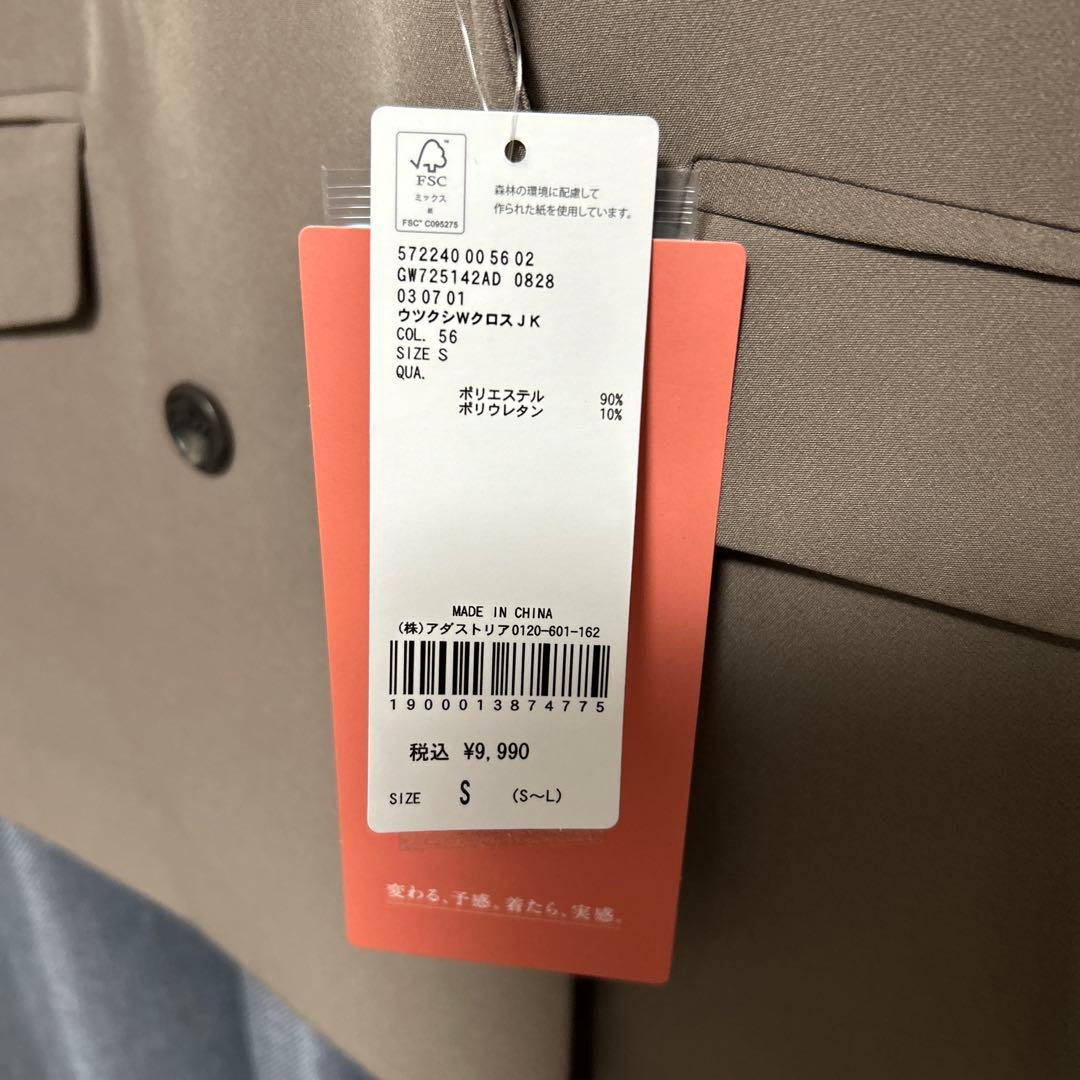 FSC
ミックス
紙
FSC™ C095275
森林の環境に配慮して
作られた紙を使用しています。
572240 00 56 02
GW725142AD 0828
03 07 01
ウツクシWクロスJK
COL. 56
SIZE S
QUA.
ポリエステル 90%
ポリウレタン 10%
MADE IN CHINA
(株)アダストリア0120-601-162
1900013874775
税込 ¥9,990
SIZE S (S〜L)
変わる、予感。着たら、実感。